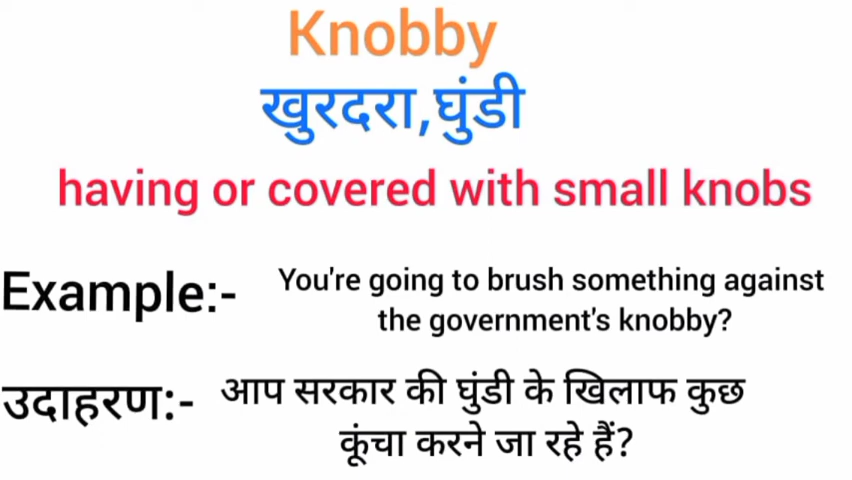 Knobby
खुरदरा,घुंडी
having or covered with small knobs
Example:- You're going to brush something against
the government's knobby?
उदाहरण:- आप सरकार की घुंडी के खिलाफ कुछ
कूंचा करने जा रहे हैं?